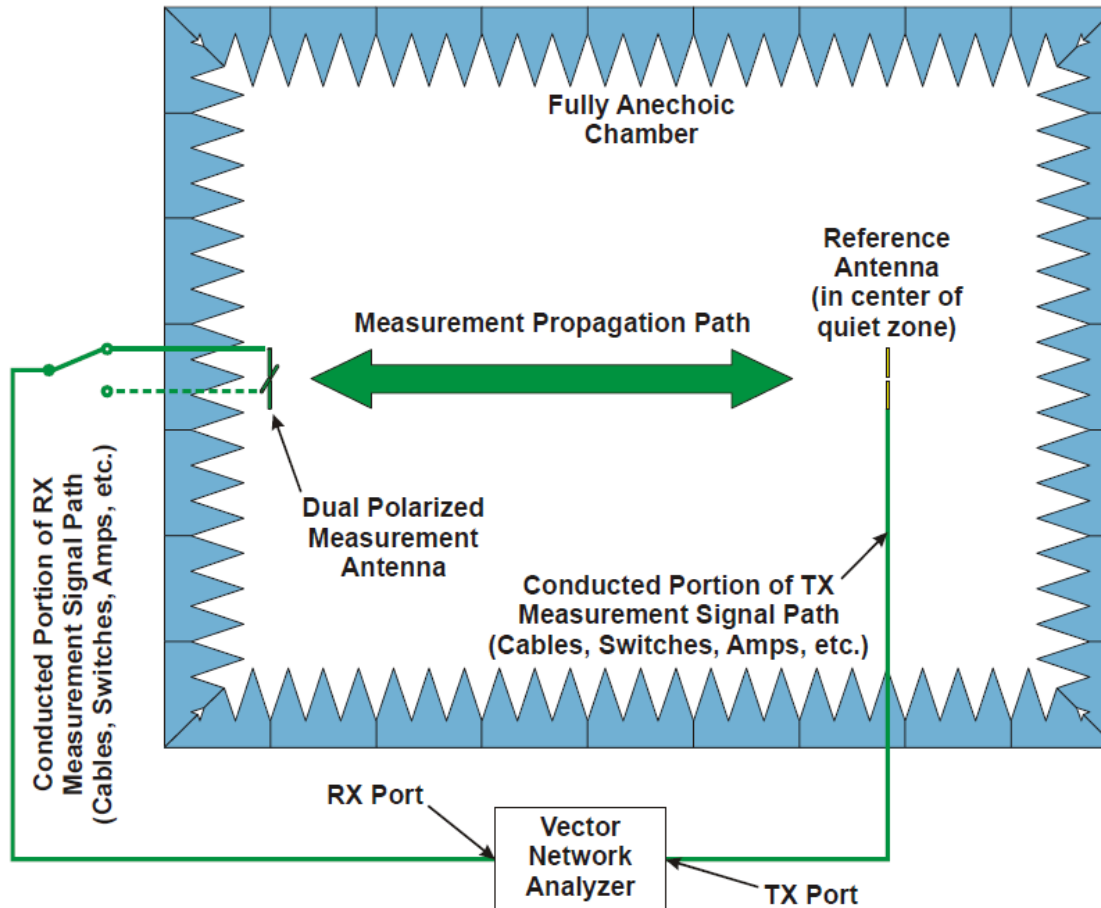 Fully Anechoic
Chamber
Reference
Antenna
(in center of
quiet zone)
Measurement Propagation Path
Dual Polarized
Measurement
Antenna
Conducted Portion of RX
Measurement Signal Path
(Cables, Switches, Amps, etc.)
Conducted Portion of TX
Measurement Signal Path
(Cables, Switches, Amps, etc.)
RX Port
Vector
Network
Analyzer
TX Port